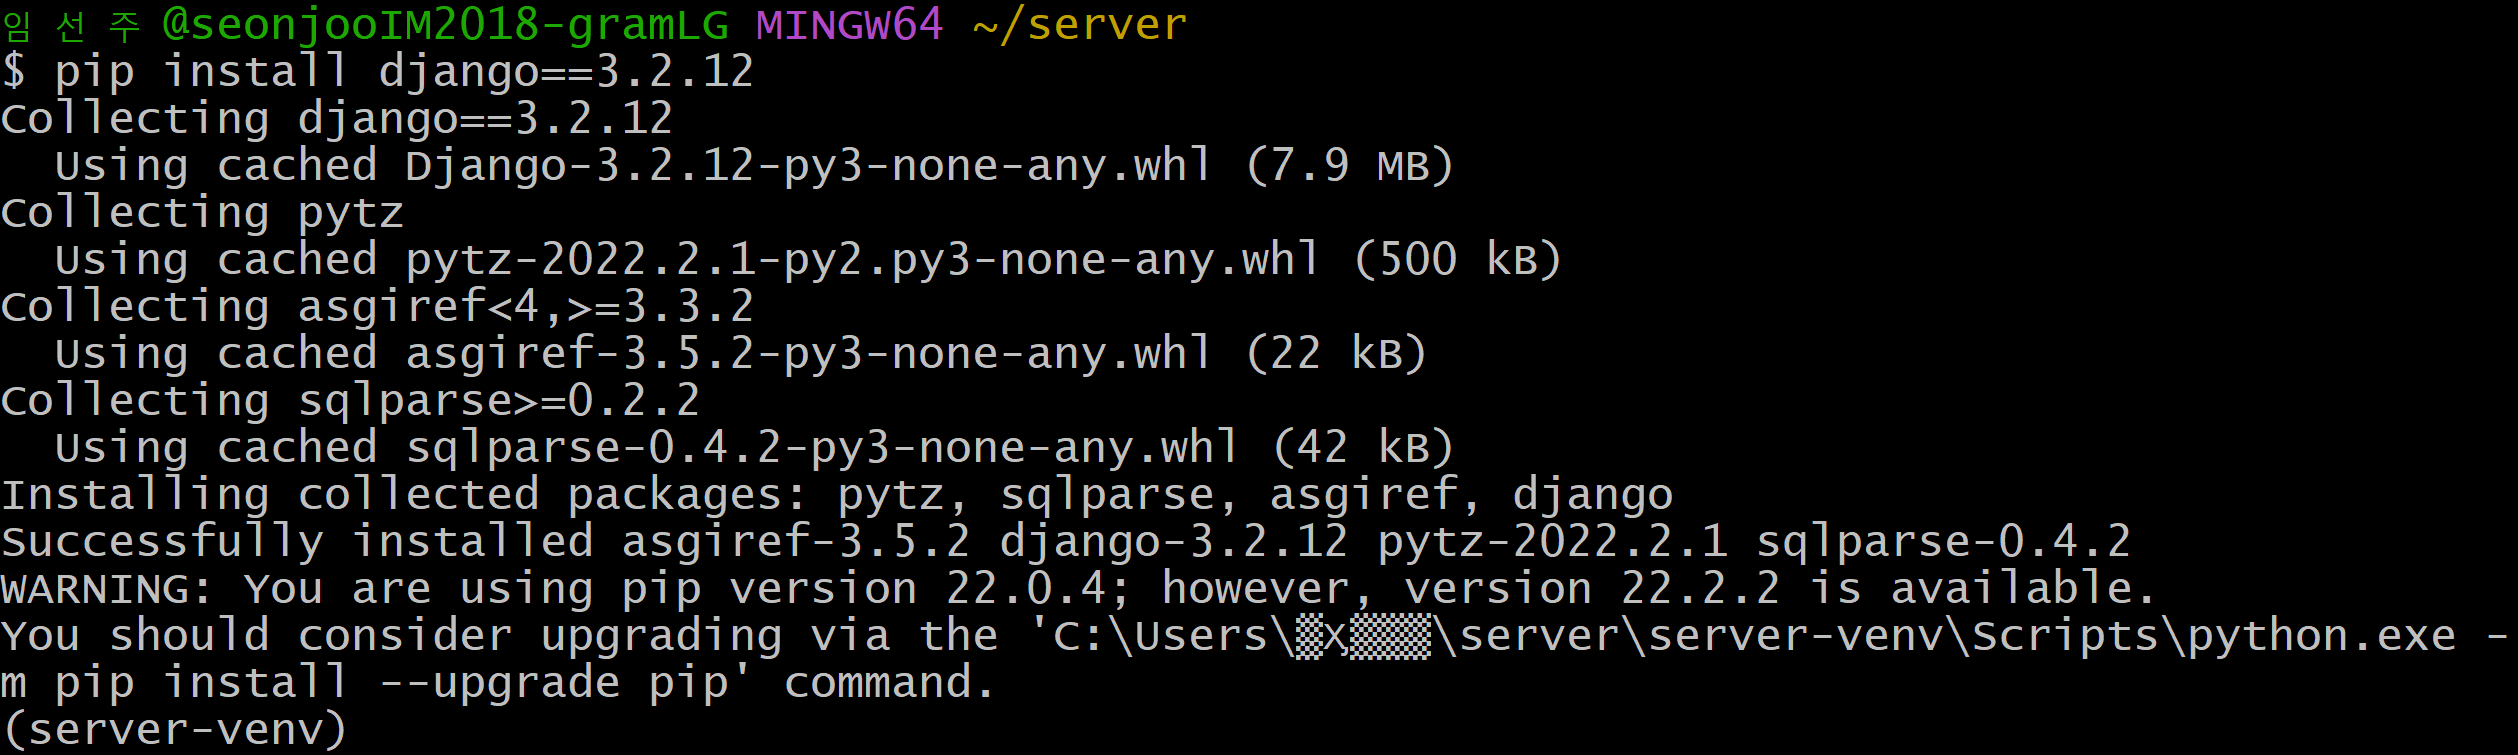 임선주@seonjooIM2018-gramLG MINGW64 ~/server
$ pip install django==3.2.12
Collecting django==3.2.12
  Using cached Django-3.2.12-py3-none-any.whl (7.9 MB)
Collecting pytz
  Using cached pytz-2022.2.1-py2.py3-none-any.whl (500 kB)
Collecting asgiref<4,>=3.3.2
  Using cached asgiref-3.5.2-py3-none-any.whl (22 kB)
Collecting sqlparse>=0.2.2
  Using cached sqlparse-0.4.2-py3-none-any.whl (42 kB)
Installing collected packages: pytz, sqlparse, asgiref, django
Successfully installed asgiref-3.5.2 django-3.2.12 pytz-2022.2.1 sqlparse-0.4.2
WARNING: You are using pip version 22.0.4; however, version 22.2.2 is available.
You should consider upgrading via the 'C:\Users\▒ҳ▒▒▒\server\server-venv\Scripts\python.exe -
m pip install --upgrade pip' command.
(server-venv)